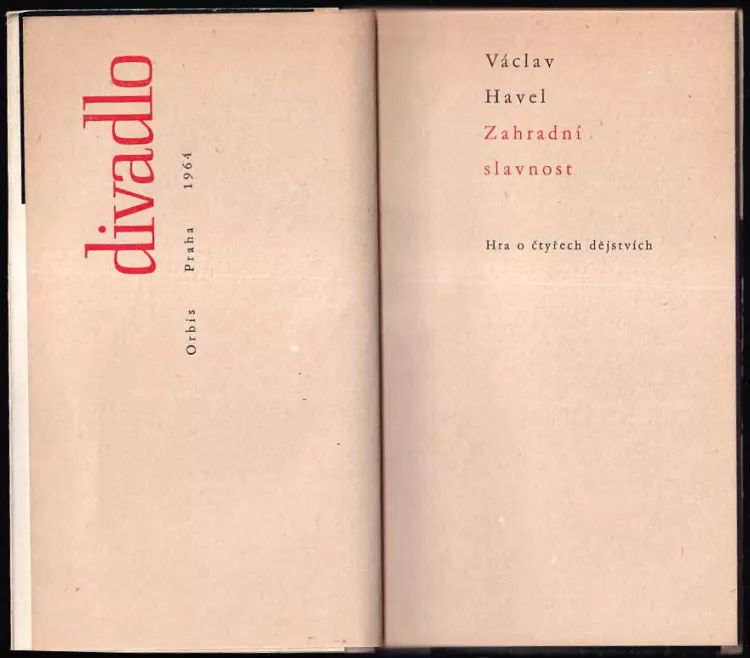 divadlo
Orbis Praha 1964
Václav
Havel
Zahradní
slavnost
Hra o čtyřech dějstvích